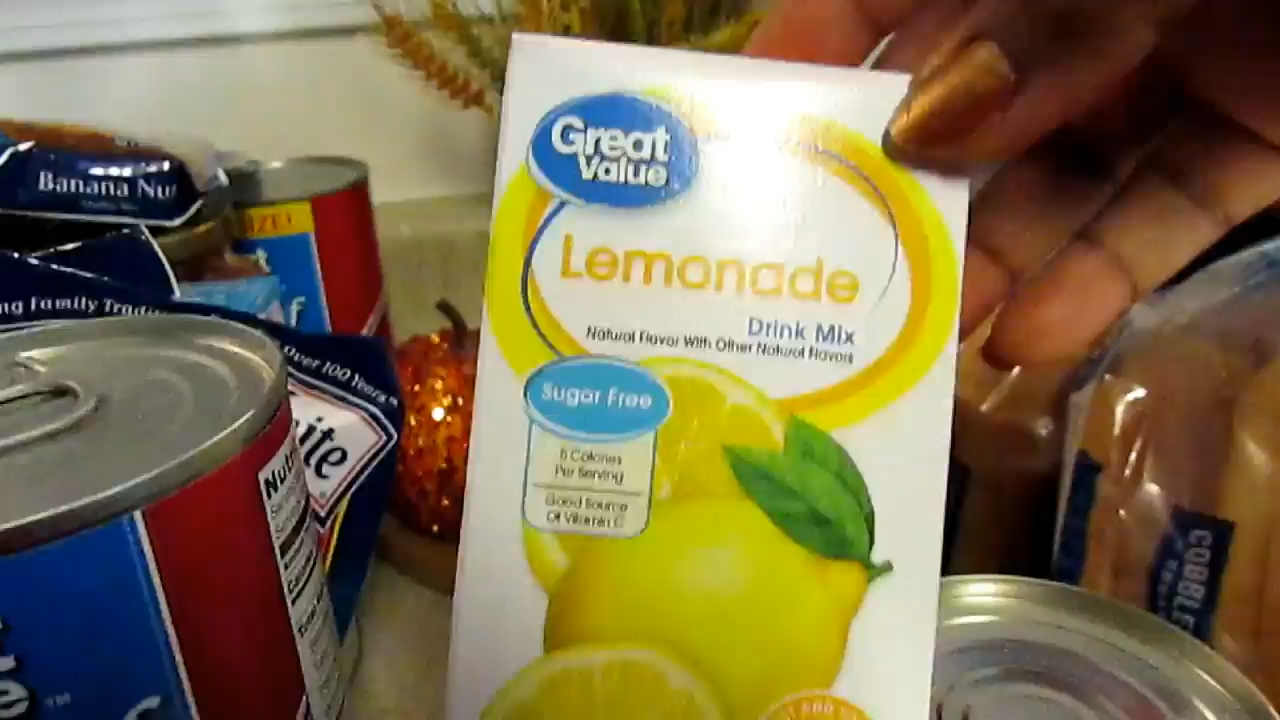 Great
Value
Lemonade
Drink Mix
Natural Flavor With Other Natural Flavors
Sugar Free
5 Calories
Per Serving
Good Source
Of Vitamin C
Banana Nut
Over 100 Years
COBBLE